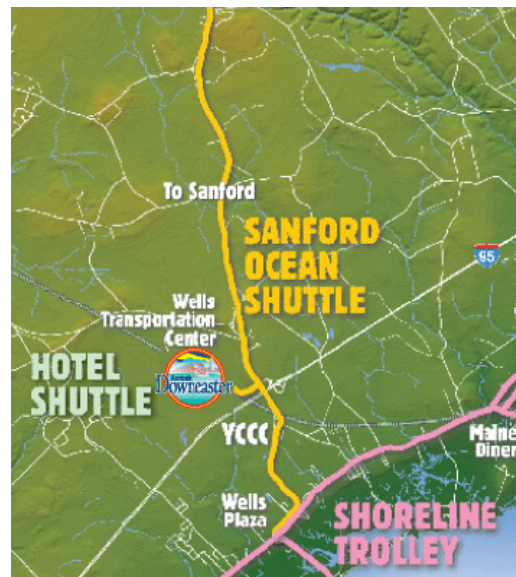 To Sanford
SANFORD
OCEAN
SHUTTLE
95
Wells
Transportation
Center
HOTEL
SHUTTLE
Amtrak
Downeaster
YCCC
Maine
Diner
Wells
Plaza
SHORELINE
TROLLEY